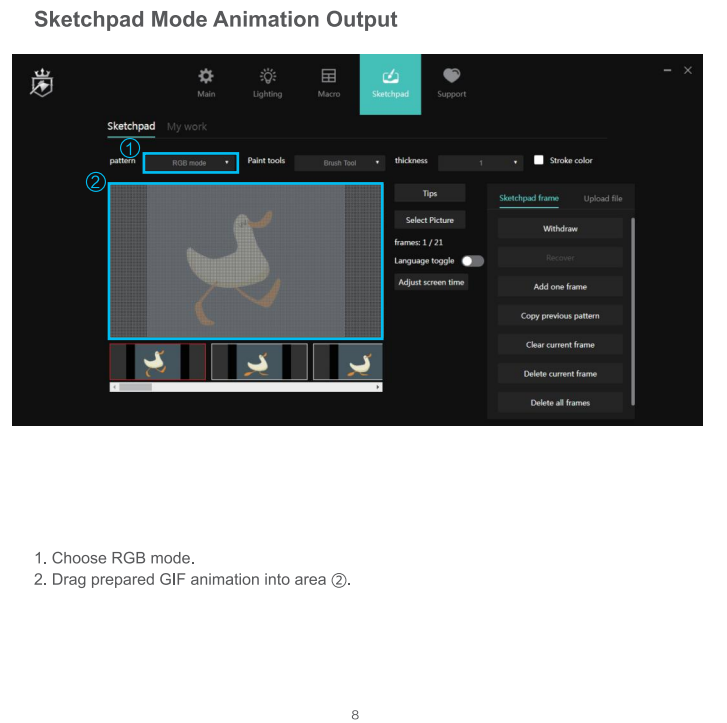 Sketchpad Mode Animation Output
Main
Lighting
Macro
Sketchpad
Support
Sketchpad My work
①
pattern RGB mode Paint tools Brush Tool thickness 1 Stroke color
②
Tips
Select Picture
frames: 1 / 21
Language toggle
Adjust screen time
Sketchpad frame Upload file
Withdraw
Recover
Add one frame
Copy previous pattern
Clear current frame
Delete current frame
Delete all frames
1. Choose RGB mode.
2. Drag prepared GIF animation into area ②.
8